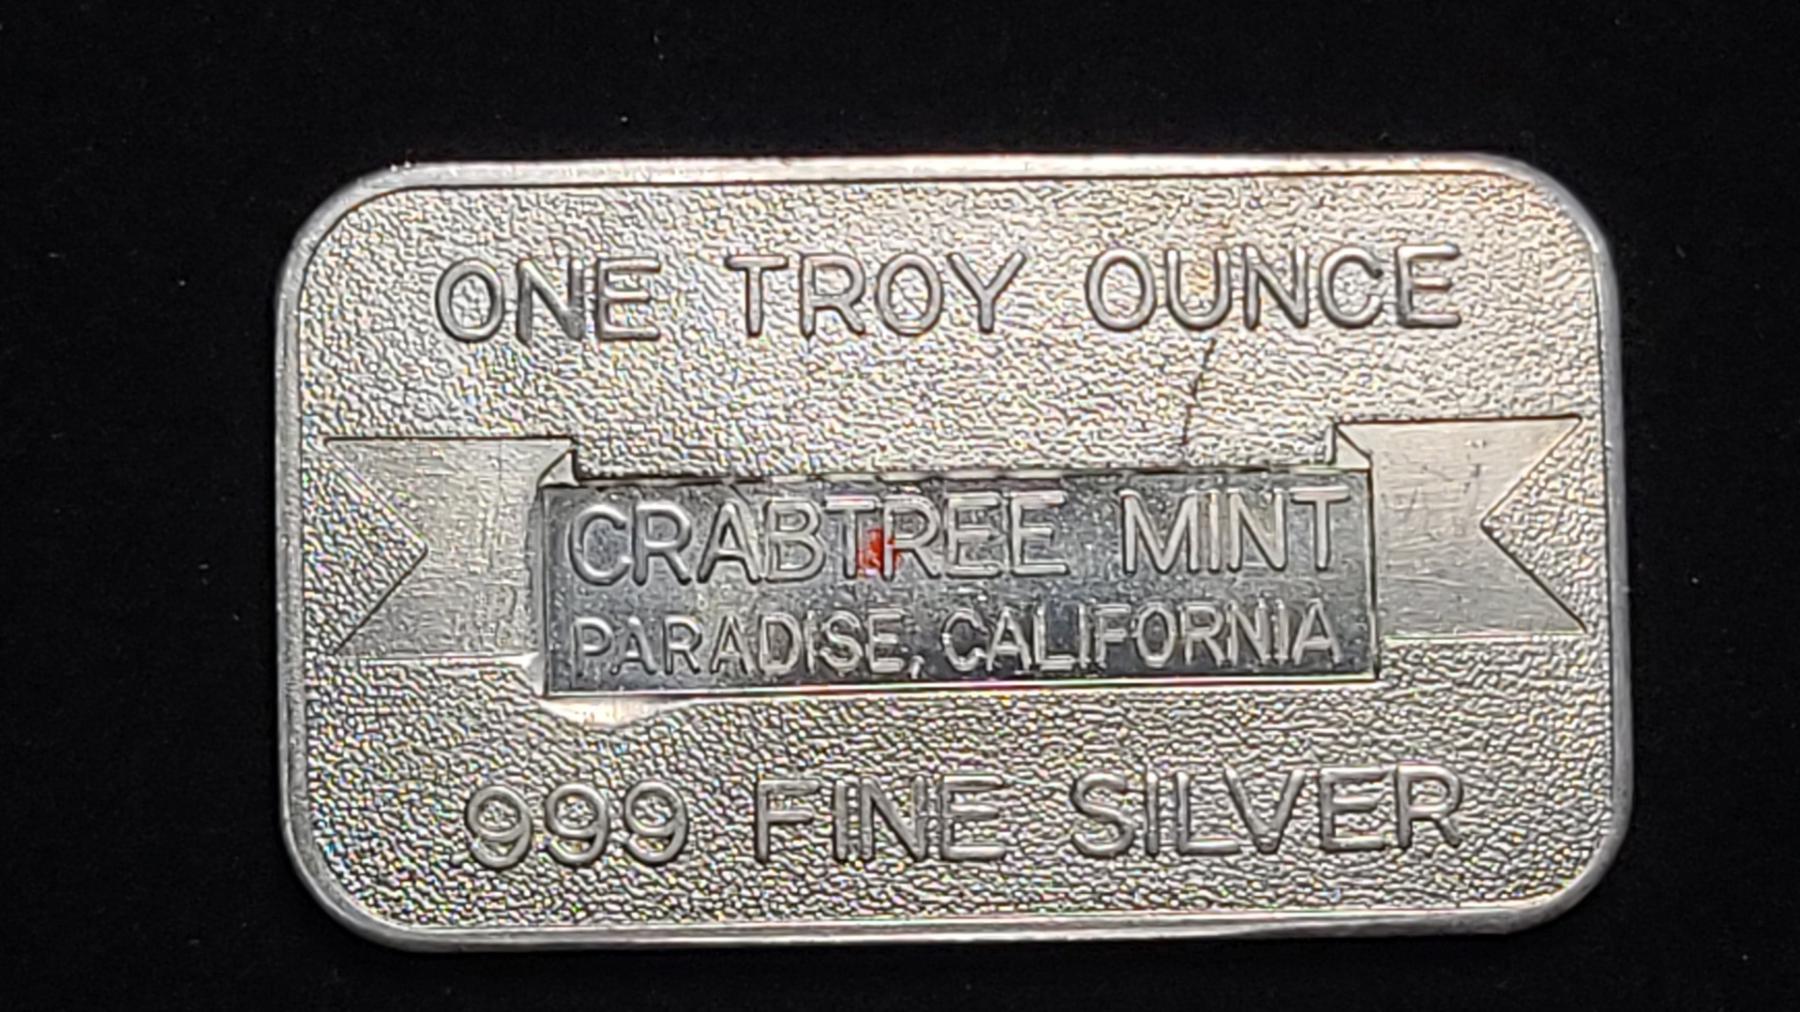 ONE TROY OUNCE
CRABTREE MINT
PARADISE, CALIFORNIA
999 FINE SILVER